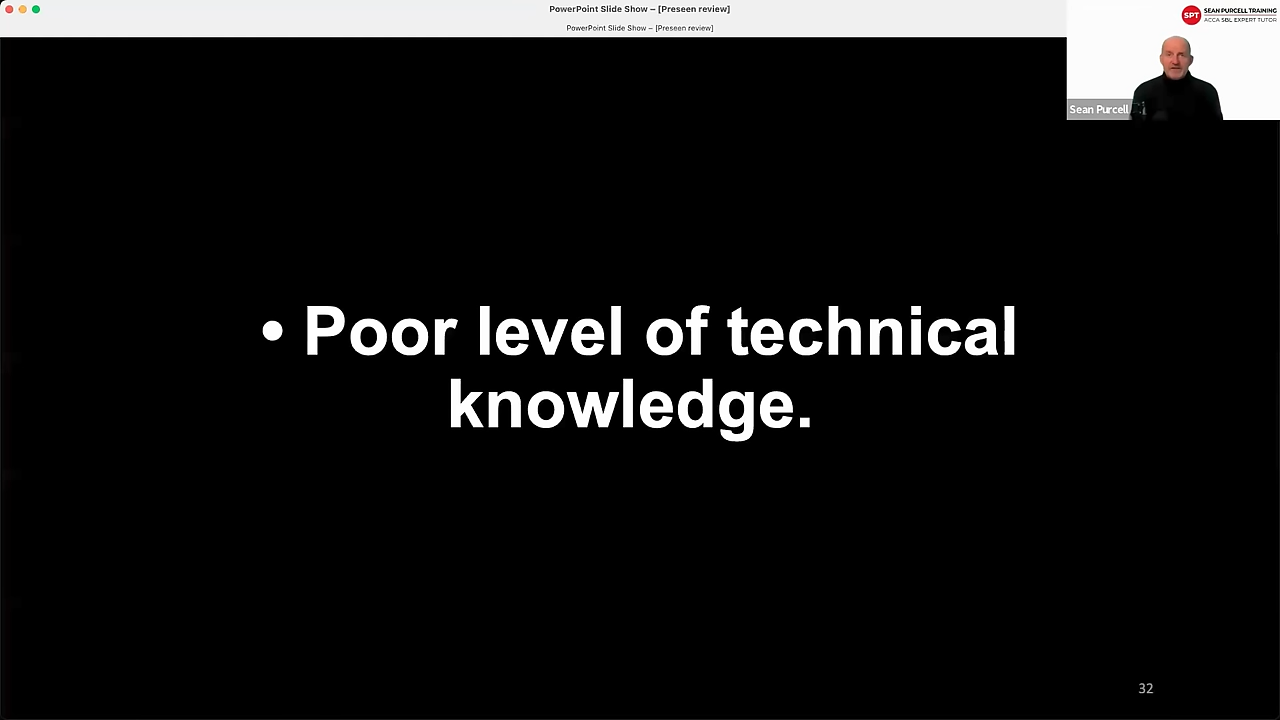 PowerPoint Slide Show – [Preseen review]
PowerPoint Slide Show – [Preseen review]
SPT
SEAN PURCELL TRAINING
ACCA SBL EXPERT TUTOR
Sean Purcell
• Poor level of technical
knowledge.
32